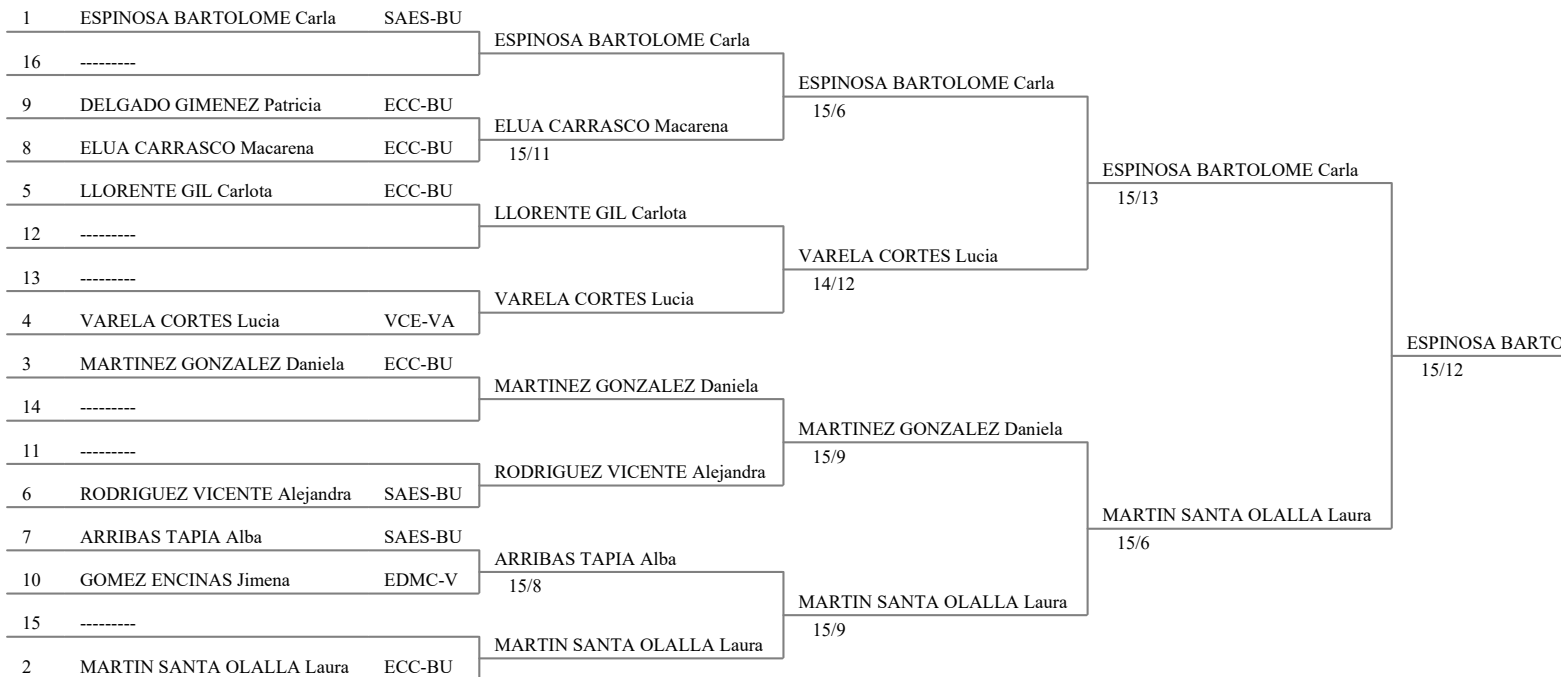 1 ESPINOSA BARTOLOME Carla SAES-BU
16 ---------
9 DELGADO GIMENEZ Patricia ECC-BU
8 ELUA CARRASCO Macarena ECC-BU
5 LLORENTE GIL Carlota ECC-BU
12 ---------
13 ---------
4 VARELA CORTES Lucia VCE-VA
3 MARTINEZ GONZALEZ Daniela ECC-BU
14 ---------
11 ---------
6 RODRIGUEZ VICENTE Alejandra SAES-BU
7 ARRIBAS TAPIA Alba SAES-BU
10 GOMEZ ENCINAS Jimena EDMC-V
15 ---------
2 MARTIN SANTA OLALLA Laura ECC-BU
ESPINOSA BARTOLOME Carla
ELUA CARRASCO Macarena
15/11
LLORENTE GIL Carlota
VARELA CORTES Lucia
MARTINEZ GONZALEZ Daniela
RODRIGUEZ VICENTE Alejandra
ARRIBAS TAPIA Alba
15/8
MARTIN SANTA OLALLA Laura
ESPINOSA BARTOLOME Carla
15/6
VARELA CORTES Lucia
14/12
MARTINEZ GONZALEZ Daniela
15/9
MARTIN SANTA OLALLA Laura
15/9
ESPINOSA BARTOLOME Carla
15/13
MARTIN SANTA OLALLA Laura
15/6
ESPINOSA BARTO
15/12